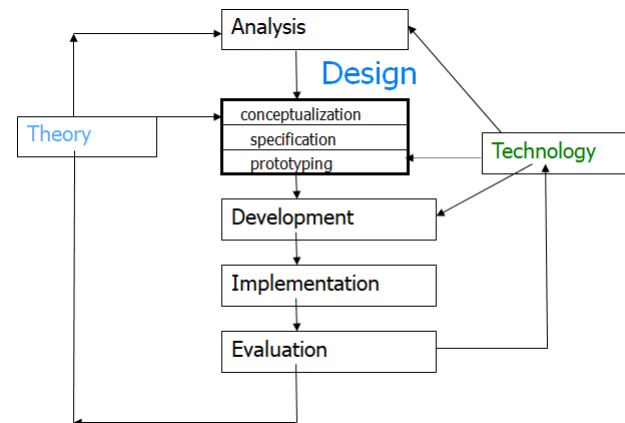 Analysis
Design
conceptualization
specification
prototyping
Theory
Technology
Development
Implementation
Evaluation